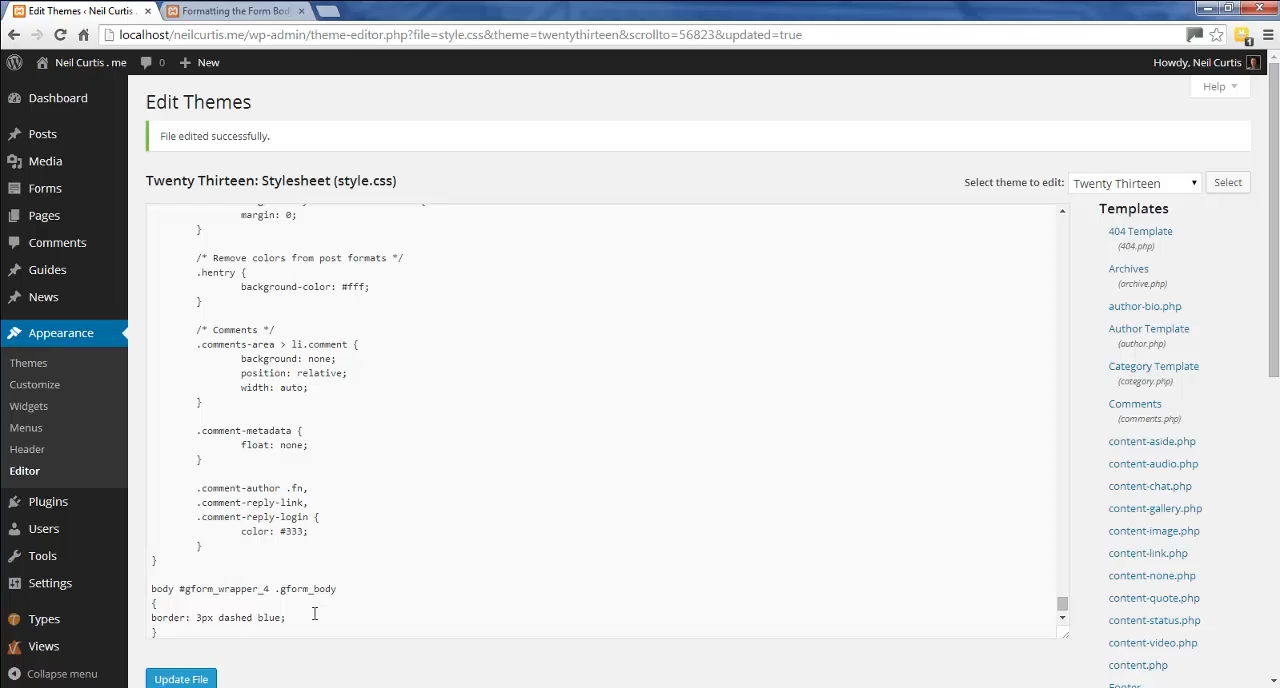 Edit Themes ‹ Neil Curtis .
Formatting the Form Bod
localhost/neilcurtis.me/wp-admin/theme-editor.php?file=style.css&theme=twentythirteen&scrollto=56823&updated=true
1
Neil Curtis . me
0
New
Howdy, Neil Curtis
Dashboard
Posts
Media
Forms
Pages
Comments
Guides
News
Appearance
Themes
Customize
Widgets
Menus
Header
Editor
Plugins
Users
Tools
Settings
Types
Views
Collapse menu
Help
Edit Themes
File edited successfully.
Twenty Thirteen: Stylesheet (style.css)
Select theme to edit:
Twenty Thirteen
Select
margin: 0;
}
/* Remove colors from post formats */
.hentry {
background-color: #fff;
}
/* Comments */
.comments-area > li.comment {
background: none;
position: relative;
width: auto;
}
.comment-metadata {
float: none;
}
.comment-author .fn,
.comment-reply-link,
.comment-reply-login {
color: #333;
}
}
body #gform_wrapper_4 .gform_body
{
border: 3px dashed blue;
}
Update File
Templates
404 Template
(404.php)
Archives
(archive.php)
author-bio.php
Author Template
(author.php)
Category Template
(category.php)
Comments
(comments.php)
content-aside.php
content-audio.php
content-chat.php
content-gallery.php
content-image.php
content-link.php
content-none.php
content-quote.php
content-status.php
content-video.php
content.php
Footer